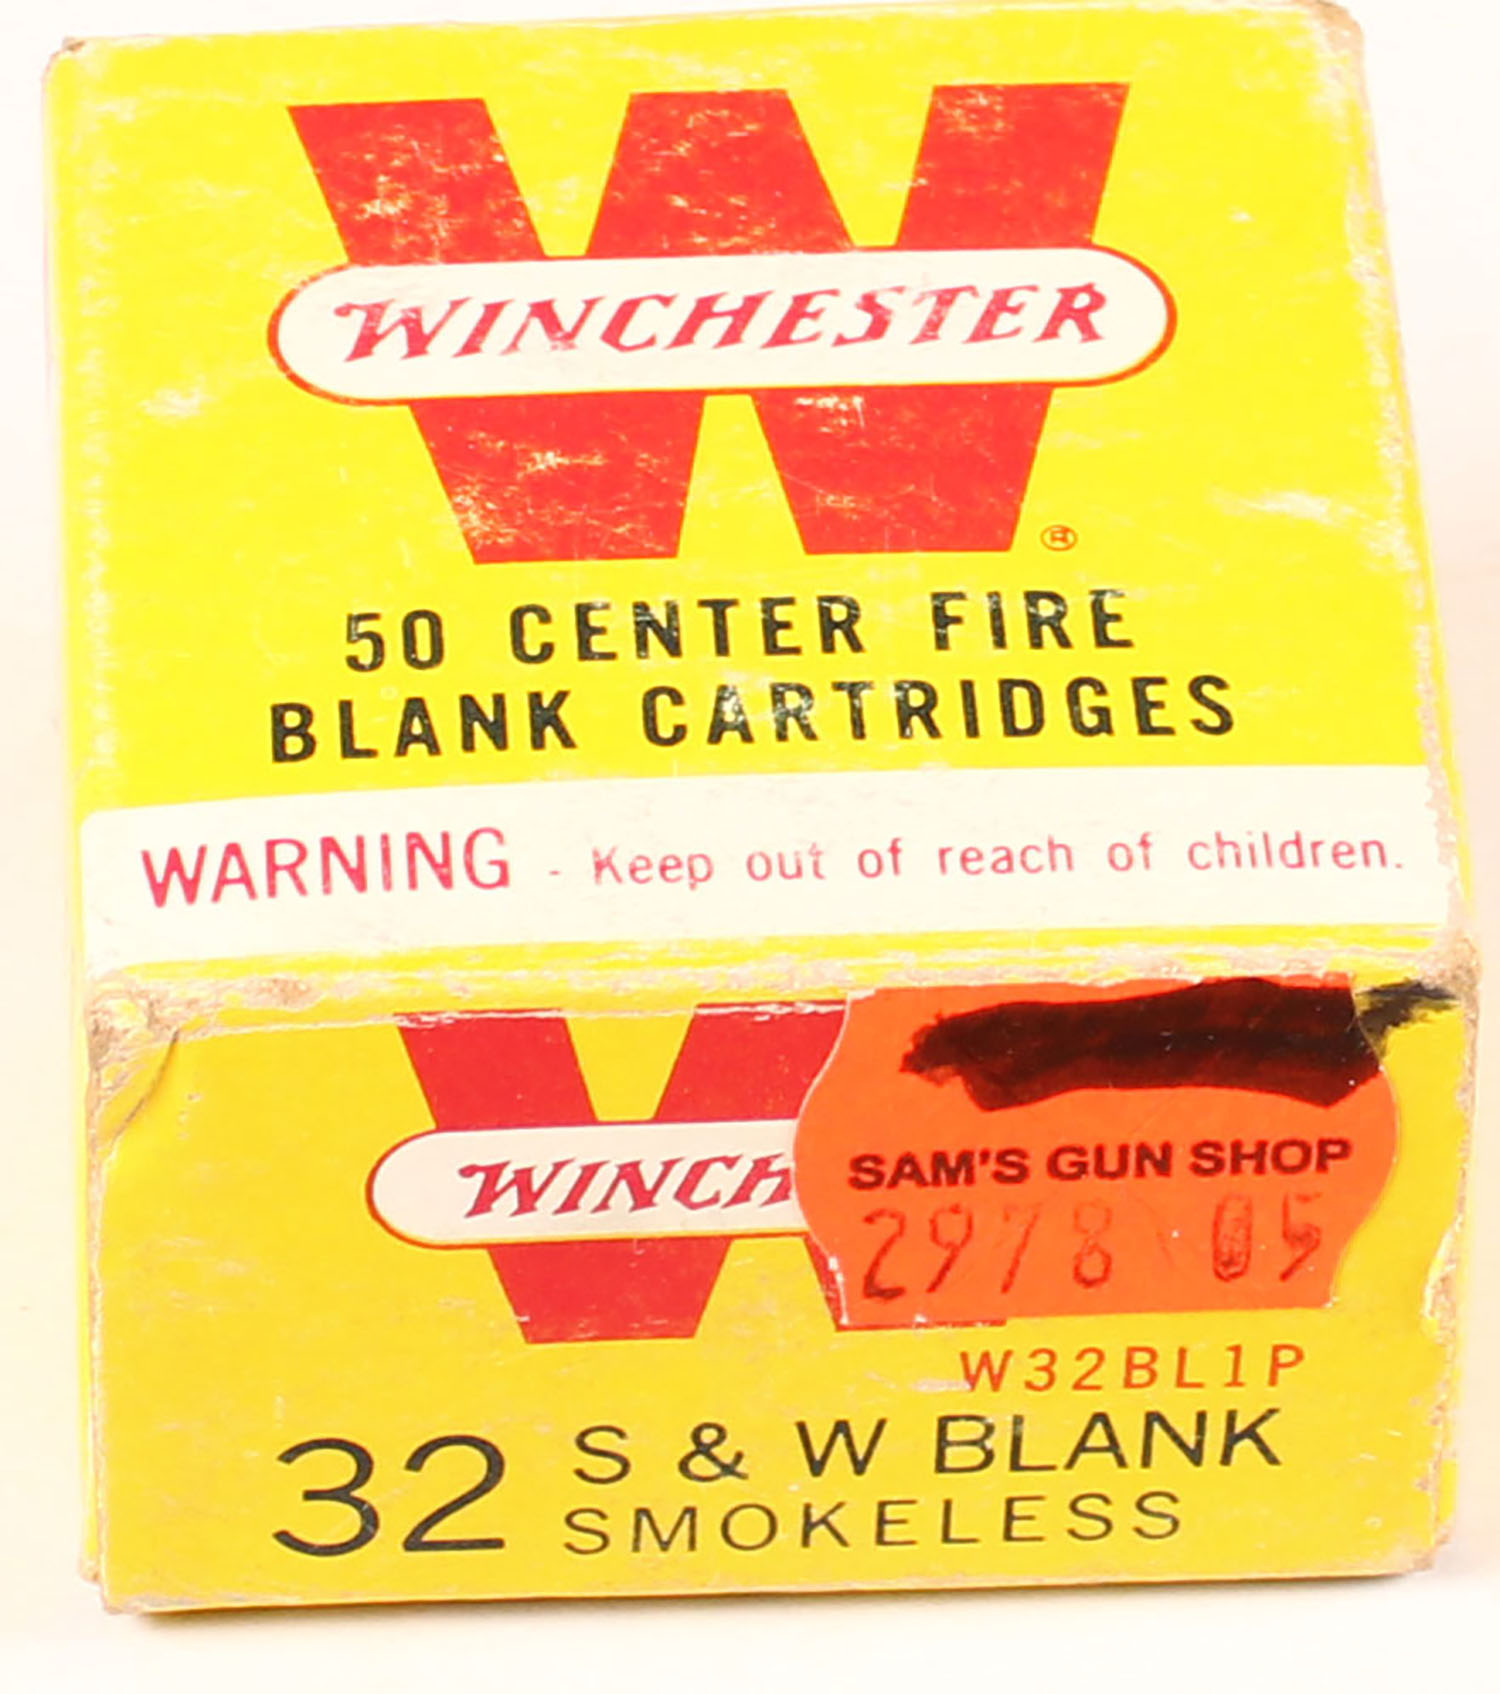 WINCHESTER
®
50 CENTER FIRE
BLANK CARTRIDGES
WARNING - Keep out of reach of children.
WINCH
SAM'S GUN SHOP
2978 05
W32BL1P
32 S & W BLANK
SMOKELESS